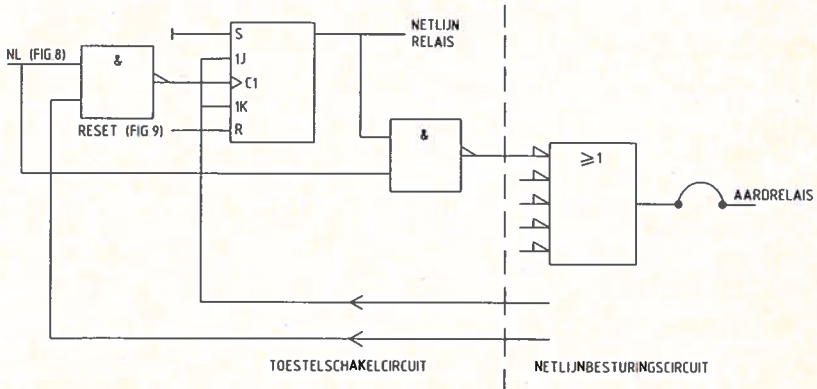 NETLIJN
RELAIS
NL (FIG.8)
&
S
1J
C1
1K
R
RESET (FIG 9)
&
≥1
AARDRELAIS
TOESTELSCHAKELCIRCUIT
NETLIJNBESTURINGSCIRCUIT